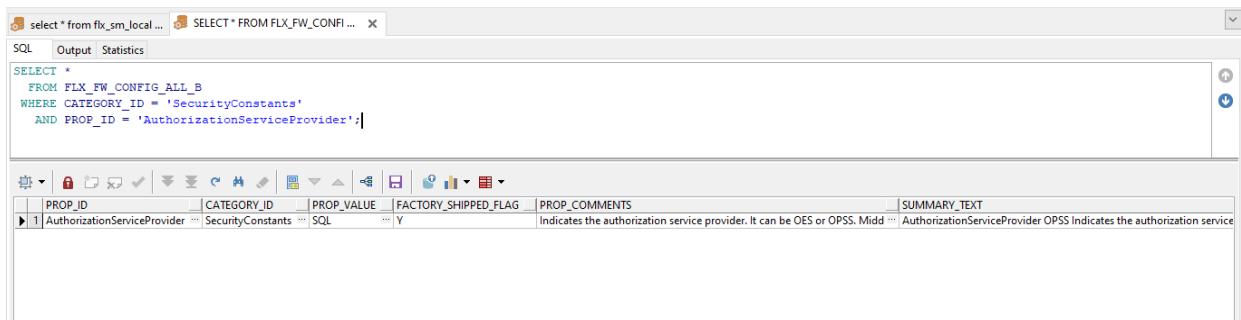 select * from flx_sm_local ... SELECT * FROM FLX_FW_CONFI ... X
SQL Output Statistics
SELECT *
FROM FLX_FW_CONFIG_ALL_B
WHERE CATEGORY_ID = 'SecurityConstants'
AND PROP_ID = 'AuthorizationServiceProvider';
PROP_ID CATEGORY_ID PROP_VALUE FACTORY_SHIPPED_FLAG PROP_COMMENTS SUMMARY_TEXT
1 AuthorizationServiceProvider ... SecurityConstants ... SQL ... Y Indicates the authorization service provider. It can be OES or OPSS. Midd ... AuthorizationServiceProvider OPSS Indicates the authorization service